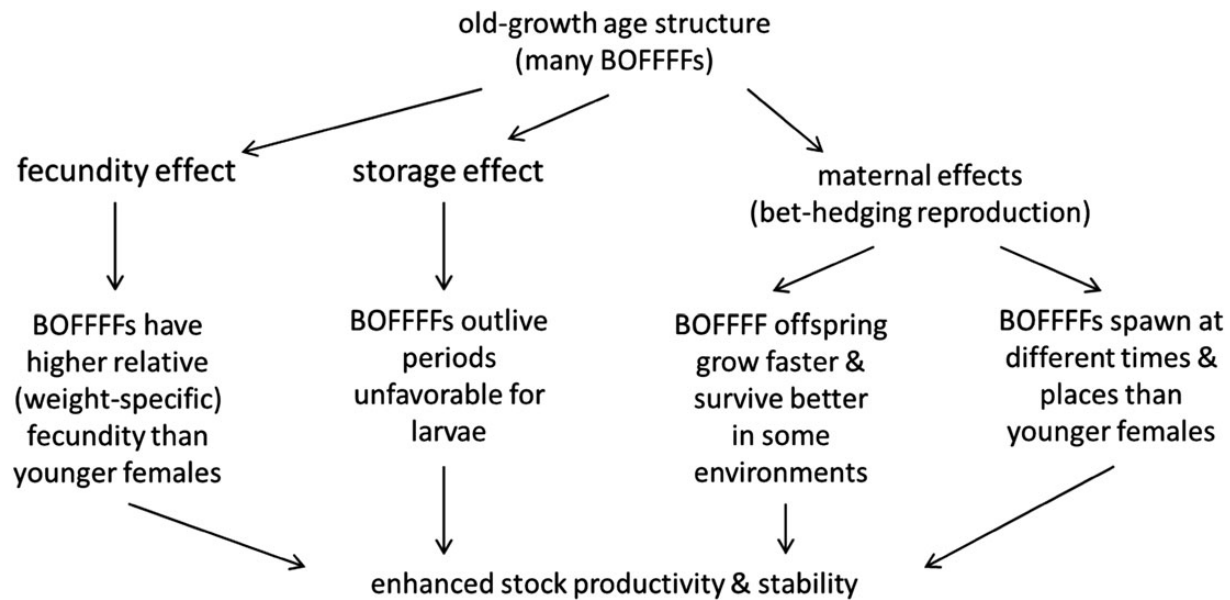 old-growth age structure
(many BOFFFFs)
fecundity effect
storage effect
maternal effects
(bet-hedging reproduction)
BOFFFFs have
higher relative
(weight-specific)
fecundity than
younger females
BOFFFFs outlive
periods
unfavorable for
larvae
BOFFFF offspring
grow faster &
survive better
in some
environments
BOFFFFs spawn at
different times &
places than
younger females
enhanced stock productivity & stability